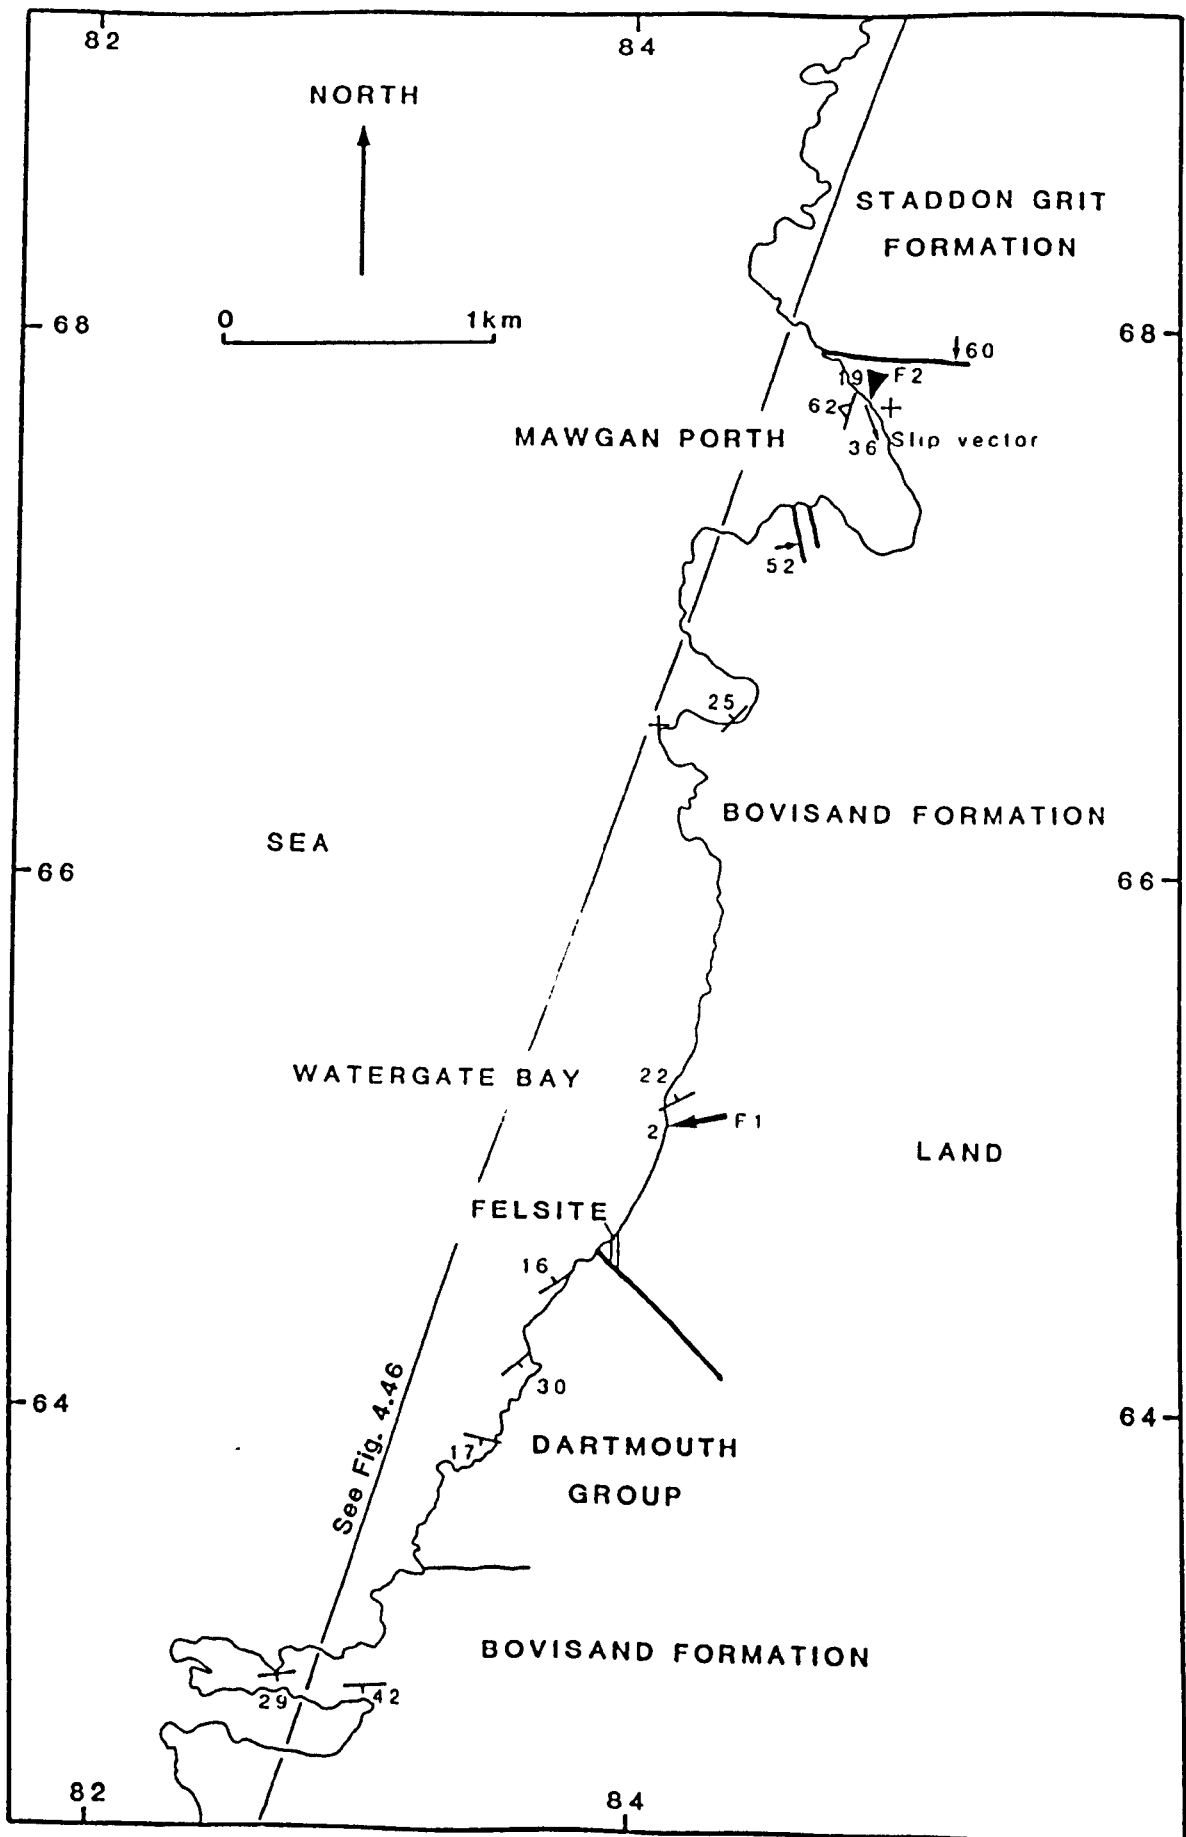 82
84
NORTH
STADDON GRIT
FORMATION
0 1km
68
68
60
19 F2
62
MAWGAN PORTH
36 Slip vector
52
25
BOVISAND FORMATION
SEA
66
66
WATERGATE BAY
22
2
F1
LAND
FELSITE
16
30
See Fig. 4.46
64
64
17
DARTMOUTH
GROUP
BOVISAND FORMATION
29
42
82
84